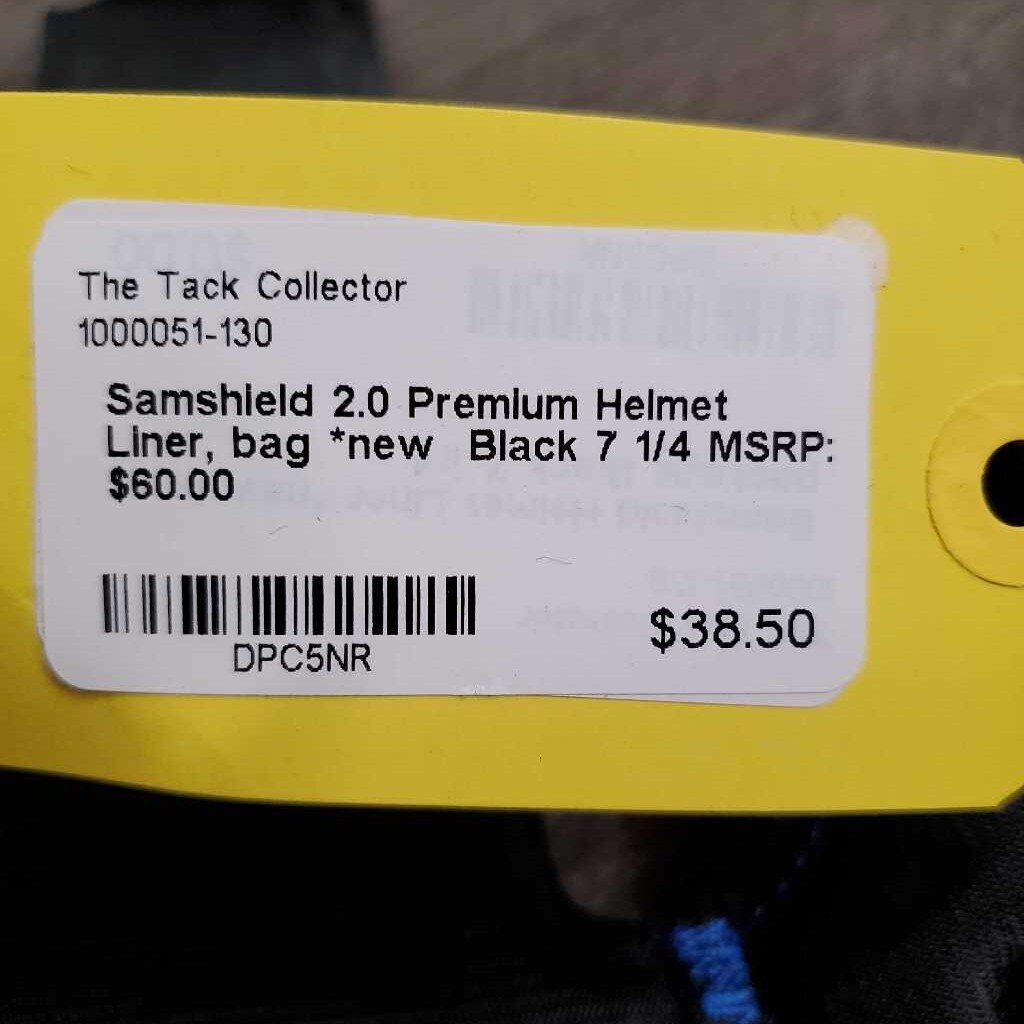 The Tack Collector
1000051-130
Samshield 2.0 Premium Helmet
Liner, bag *new  Black 7 1/4 MSRP:
$60.00
DPC5NR
$38.50